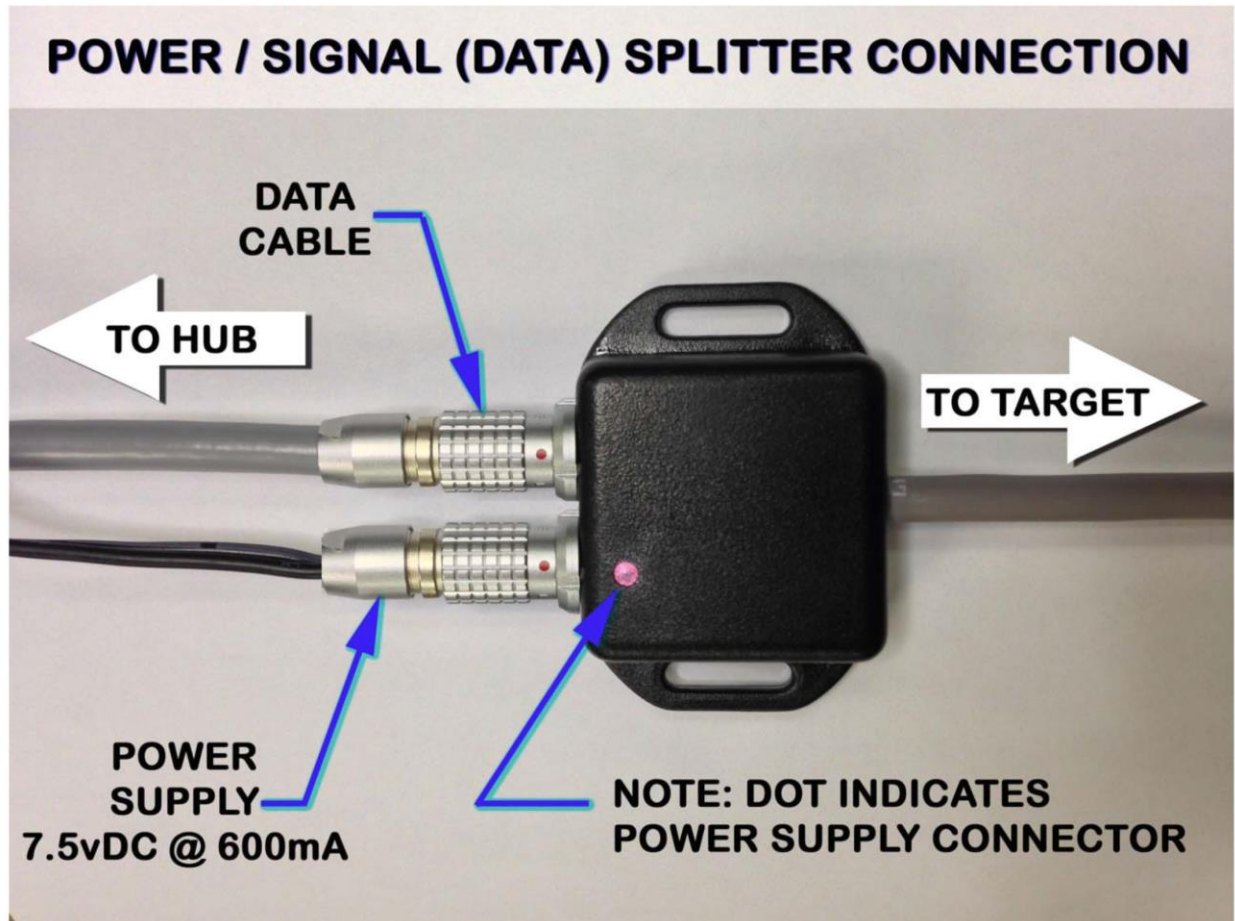 POWER / SIGNAL (DATA) SPLITTER CONNECTION
DATA
CABLE
TO HUB
TO TARGET
POWER
SUPPLY
7.5vDC @ 600mA
NOTE: DOT INDICATES
POWER SUPPLY CONNECTOR